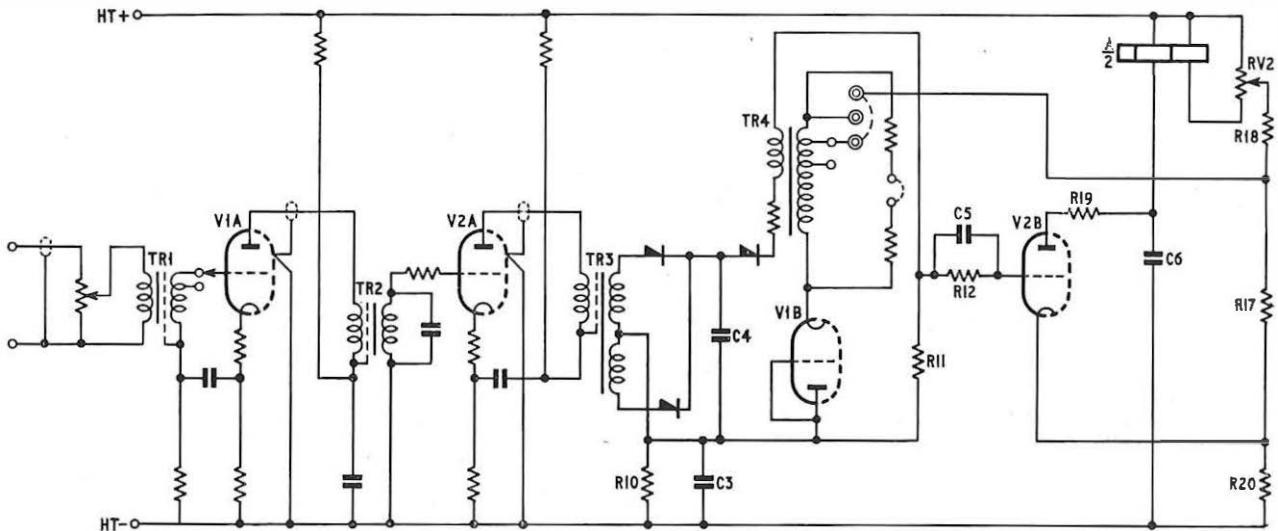 HT+
A
2
RV2
TR4
R18
V1A
V2A
R19
C5
V2B
TR1
TR3
C6
TR2
R12
R17
V1B
C4
R11
R10
C3
R20
HT-